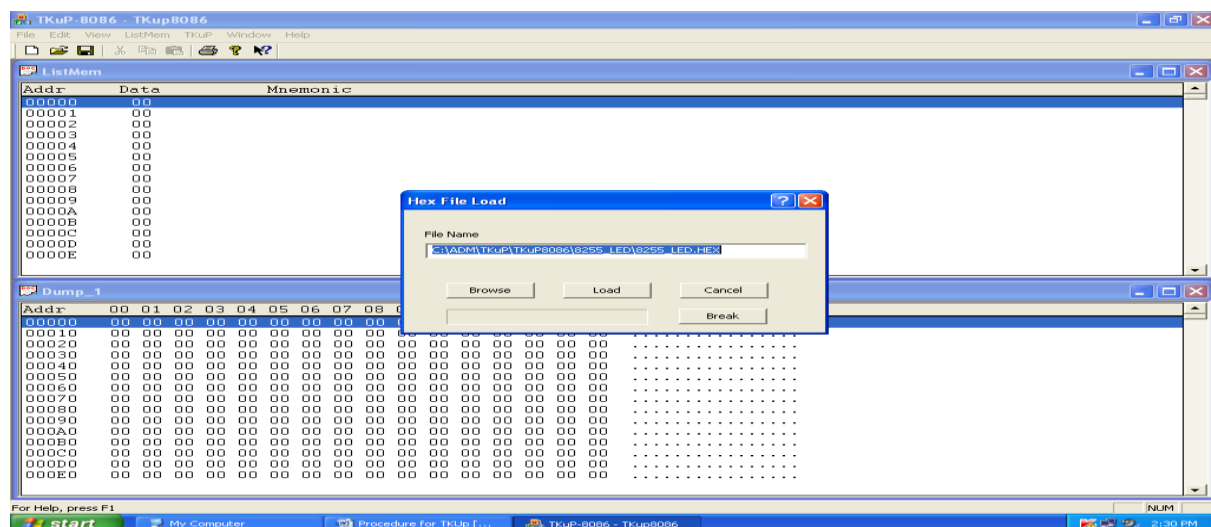 TKuP-8086 - TKup8086
File Edit View ListMem TKuP Window Help
ListMem
Addr Data Mnemonic
00000 00
00001 00
00002 00
00003 00
00004 00
00005 00
00006 00
00007 00
00008 00
00009 00
0000A 00
0000B 00
0000C 00
0000D 00
0000E 00
Hex File Load
File Name
C:\ADM\TKuP\TKuP8086\8255_LED\8255_LED.HEX
Browse Load Cancel
Break
Dump_1
Addr 00 01 02 03 04 05 06 07 08
00000 00 00 00 00 00 00 00 00 00
00010 00 00 00 00 00 00 00 00 00 00 00 00 00 00 00 00 ................
00020 00 00 00 00 00 00 00 00 00 00 00 00 00 00 00 00 ................
00030 00 00 00 00 00 00 00 00 00 00 00 00 00 00 00 00 ................
00040 00 00 00 00 00 00 00 00 00 00 00 00 00 00 00 00 ................
00050 00 00 00 00 00 00 00 00 00 00 00 00 00 00 00 00 ................
00060 00 00 00 00 00 00 00 00 00 00 00 00 00 00 00 00 ................
00070 00 00 00 00 00 00 00 00 00 00 00 00 00 00 00 00 ................
00080 00 00 00 00 00 00 00 00 00 00 00 00 00 00 00 00 ................
00090 00 00 00 00 00 00 00 00 00 00 00 00 00 00 00 00 ................
000A0 00 00 00 00 00 00 00 00 00 00 00 00 00 00 00 00 ................
000B0 00 00 00 00 00 00 00 00 00 00 00 00 00 00 00 00 ................
000C0 00 00 00 00 00 00 00 00 00 00 00 00 00 00 00 00 ................
000D0 00 00 00 00 00 00 00 00 00 00 00 00 00 00 00 00 ................
000E0 00 00 00 00 00 00 00 00 00 00 00 00 00 00 00 00 ................
For Help, press F1
NUM
start My Computer Procedure for TKUp [... TKuP-8086 - TKup8086 2:30 PM